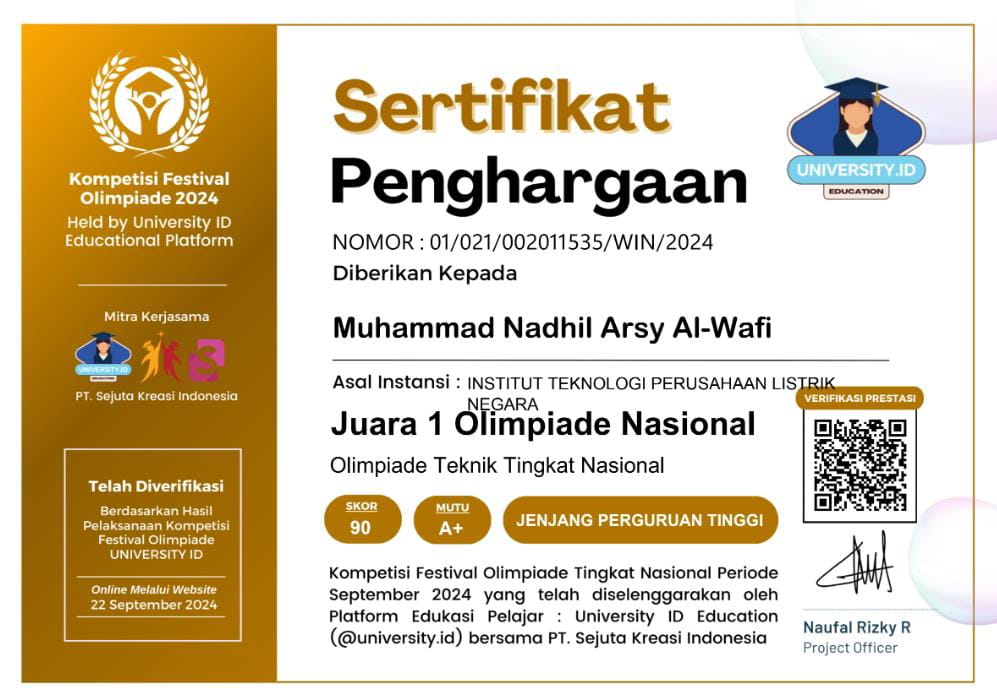 Kompetisi Festival
Olimpiade 2024
Held by University ID
Educational Platform
Mitra Kerjasama
UNIVERSITY.ID
EDUCATION
S
PT. Sejuta Kreasi Indonesia
Telah Diverifikasi
Berdasarkan Hasil
Pelaksanaan Kompetisi
Festival Olimpiade
UNIVERSITY ID
Online Melalui Website
22 September 2024
Sertifikat
Penghargaan
UNIVERSITY.ID
EDUCATION
NOMOR : 01/021/002011535/WIN/2024
Diberikan Kepada
Muhammad Nadhil Arsy Al-Wafi
Asal Instansi : INSTITUT TEKNOLOGI PERUSAHAAN LISTRIK
NEGARA
Juara 1 Olimpiade Nasional
Olimpiade Teknik Tingkat Nasional
SKOR
90
MUTU
A+
JENJANG PERGURUAN TINGGI
Kompetisi Festival Olimpiade Tingkat Nasional Periode
September 2024 yang telah diselenggarakan oleh
Platform Edukasi Pelajar : University ID Education
(@university.id) bersama PT. Sejuta Kreasi Indonesia
VERIFIKASI PRESTASI
Naufal Rizky R
Project Officer